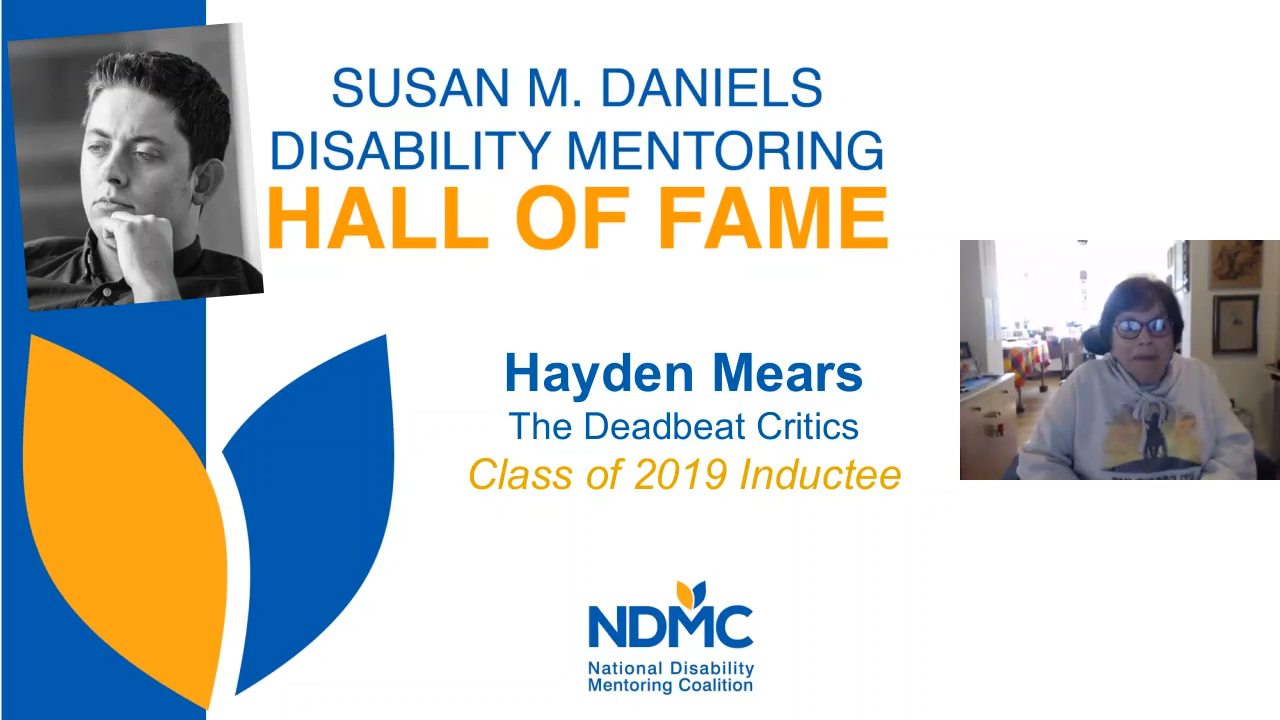 SUSAN M. DANIELS
DISABILITY MENTORING
HALL OF FAME
Hayden Mears
The Deadbeat Critics
Class of 2019 Inductee
NDMC
National Disability
Mentoring Coalition